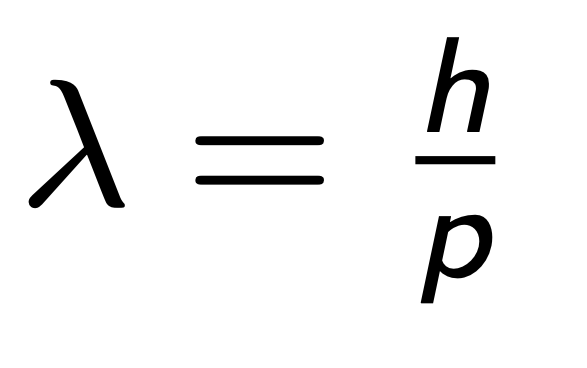 λ = h/p